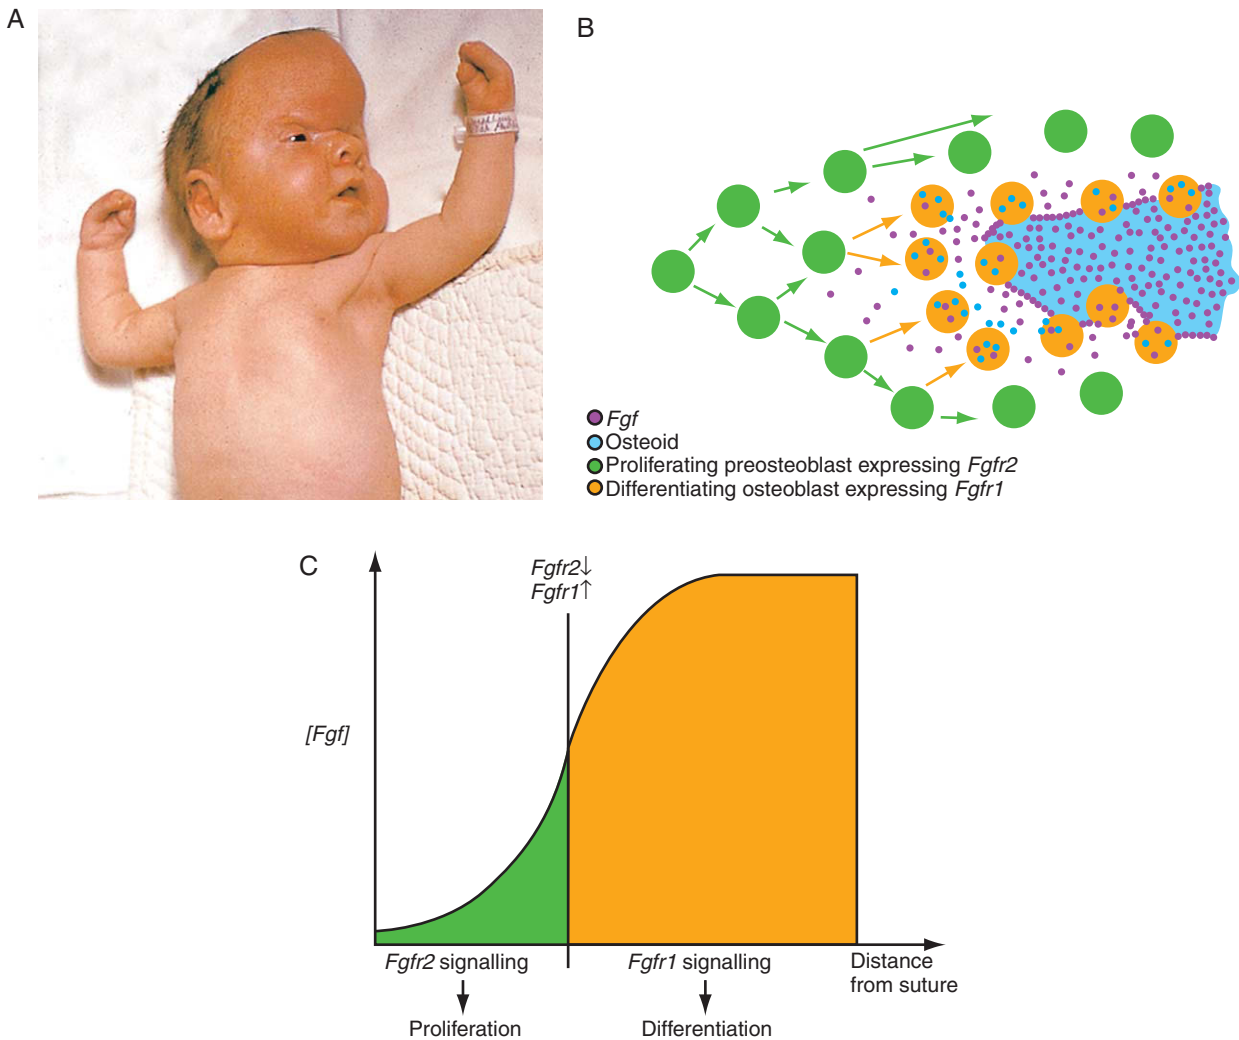 A
B
Fgf
Osteoid
Proliferating preosteoblast expressing Fgfr2
Differentiating osteoblast expressing Fgfr1
C
Fgfr2↓
Fgfr1↑
[Fgf]
Fgfr2 signalling
Fgfr1 signalling
Distance
from suture
Proliferation
Differentiation